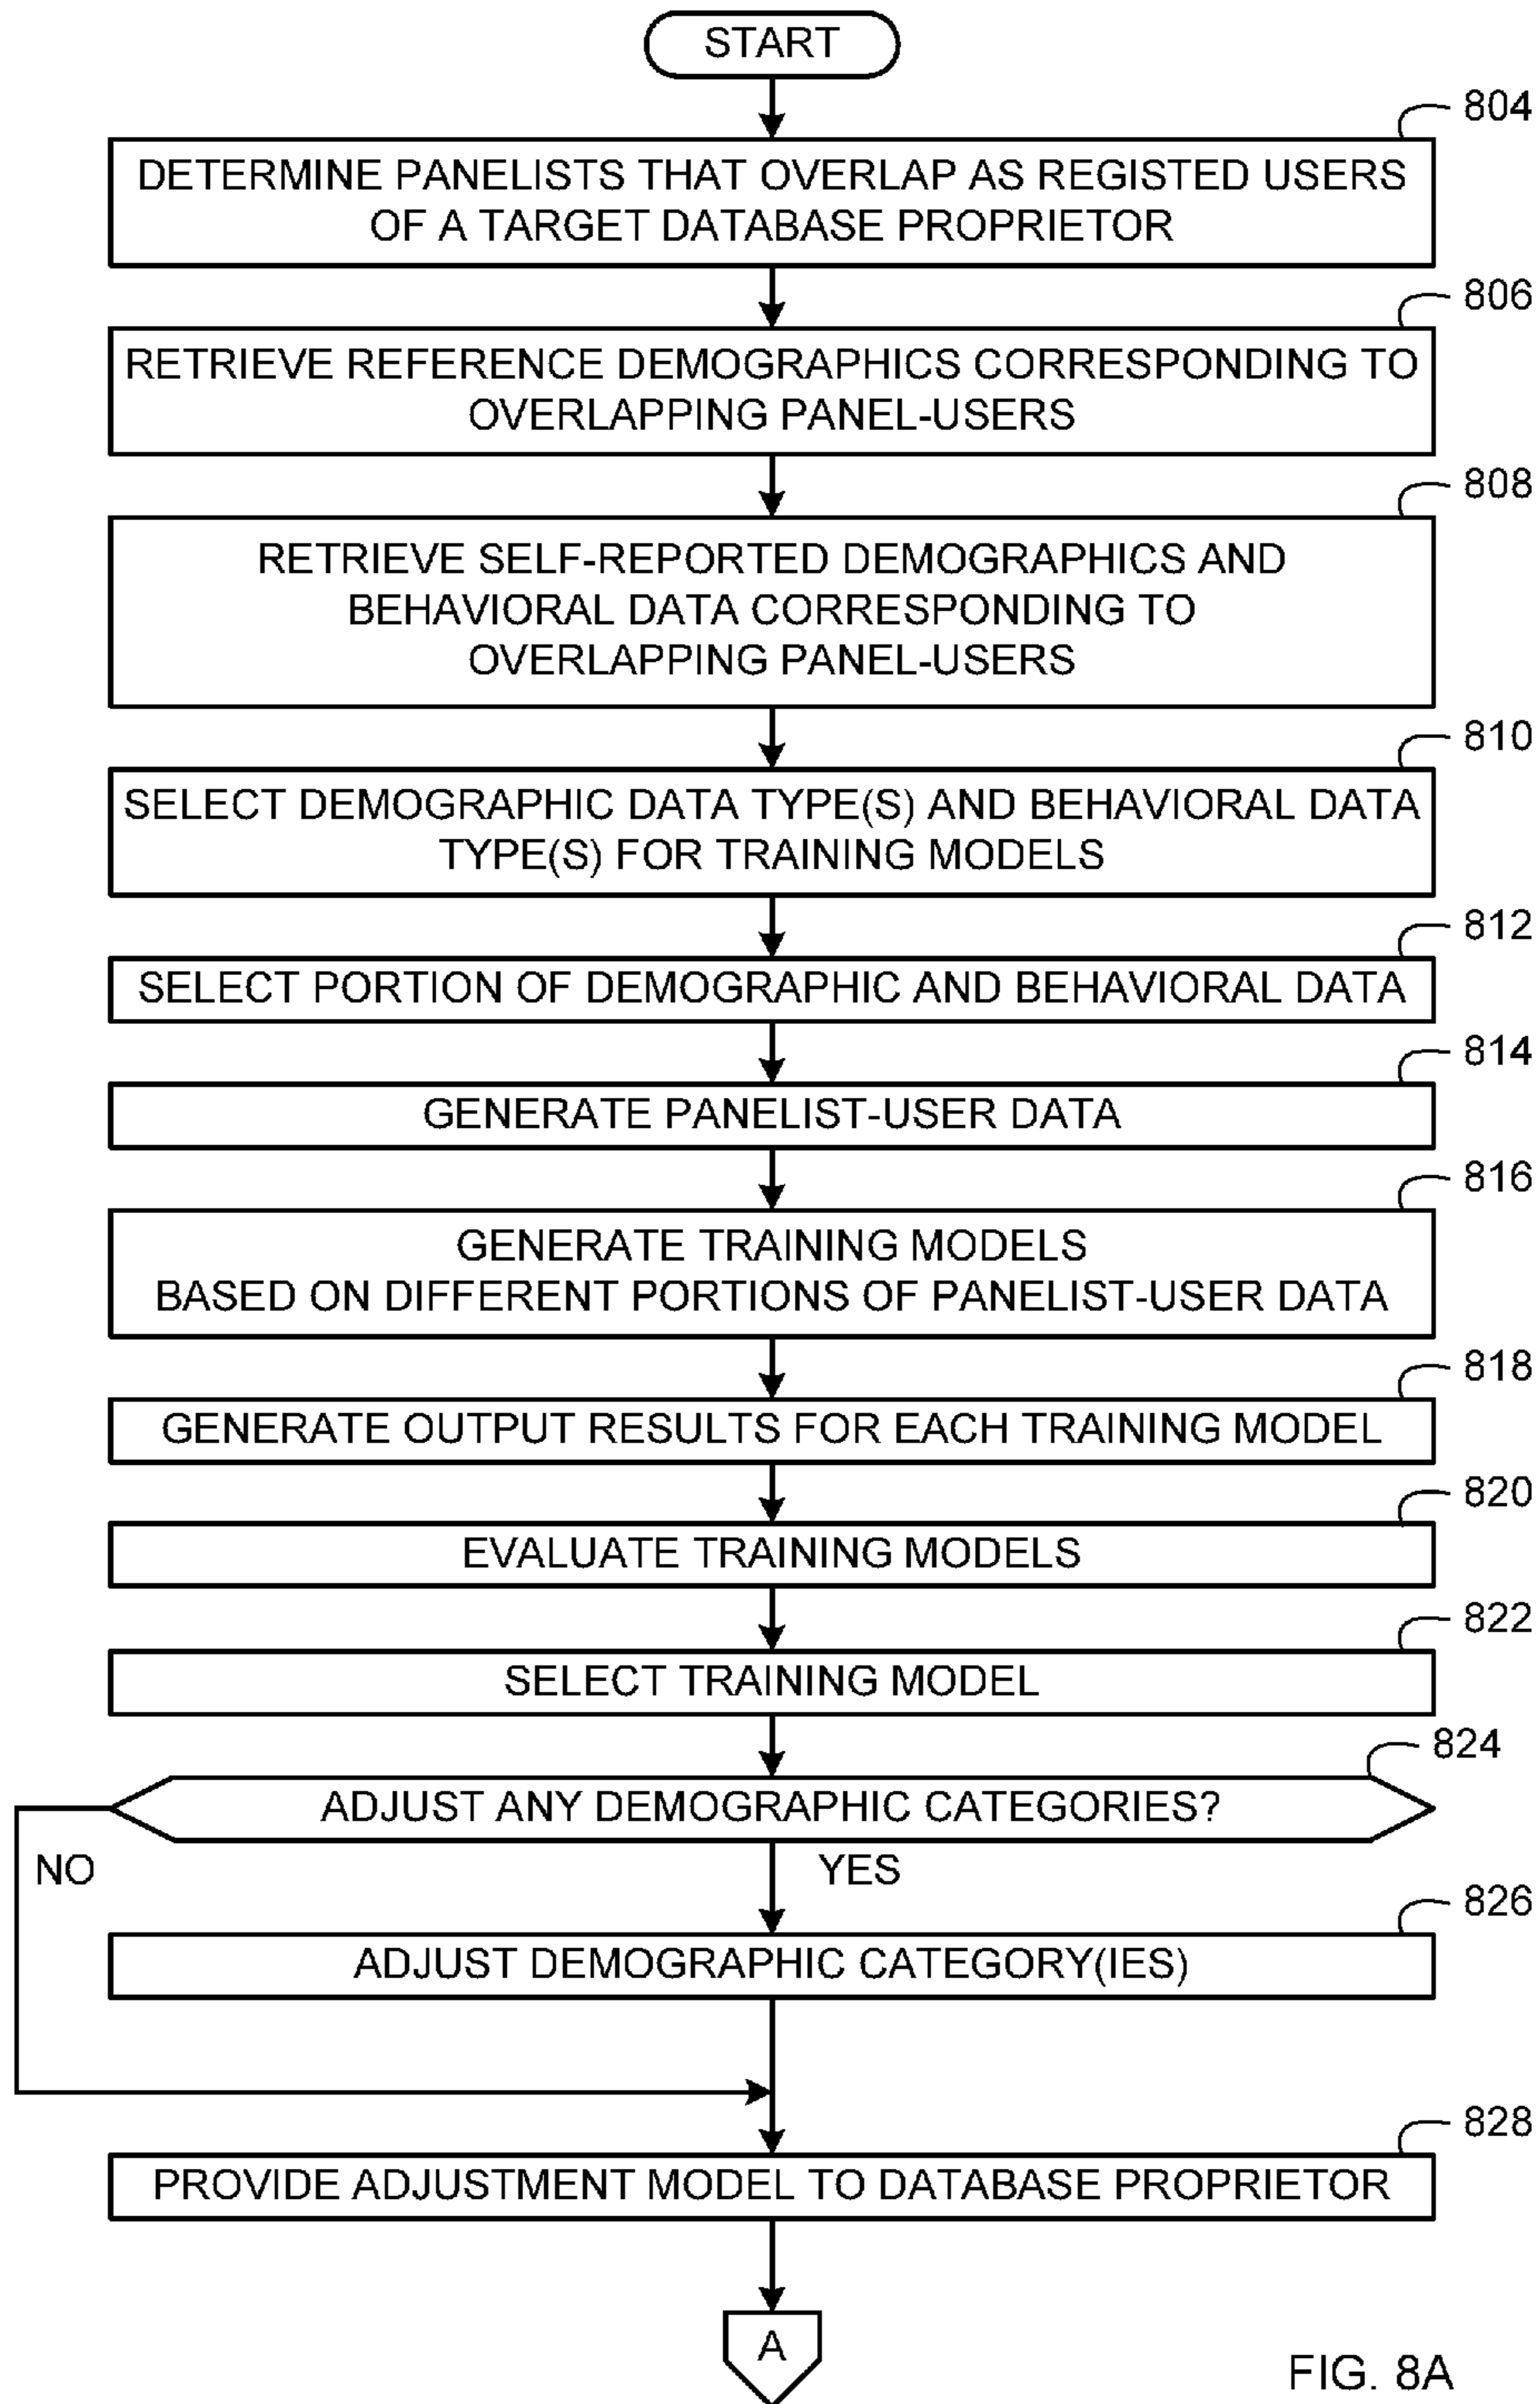 START
804
DETERMINE PANELISTS THAT OVERLAP AS REGISTED USERS
OF A TARGET DATABASE PROPRIETOR
806
RETRIEVE REFERENCE DEMOGRAPHICS CORRESPONDING TO
OVERLAPPING PANEL-USERS
808
RETRIEVE SELF-REPORTED DEMOGRAPHICS AND
BEHAVIORAL DATA CORRESPONDING TO
OVERLAPPING PANEL-USERS
810
SELECT DEMOGRAPHIC DATA TYPE(S) AND BEHAVIORAL DATA
TYPE(S) FOR TRAINING MODELS
812
SELECT PORTION OF DEMOGRAPHIC AND BEHAVIORAL DATA
814
GENERATE PANELIST-USER DATA
816
GENERATE TRAINING MODELS
BASED ON DIFFERENT PORTIONS OF PANELIST-USER DATA
818
GENERATE OUTPUT RESULTS FOR EACH TRAINING MODEL
820
EVALUATE TRAINING MODELS
822
SELECT TRAINING MODEL
824
ADJUST ANY DEMOGRAPHIC CATEGORIES?
NO
YES
826
ADJUST DEMOGRAPHIC CATEGORY(IES)
828
PROVIDE ADJUSTMENT MODEL TO DATABASE PROPRIETOR
A
FIG. 8A